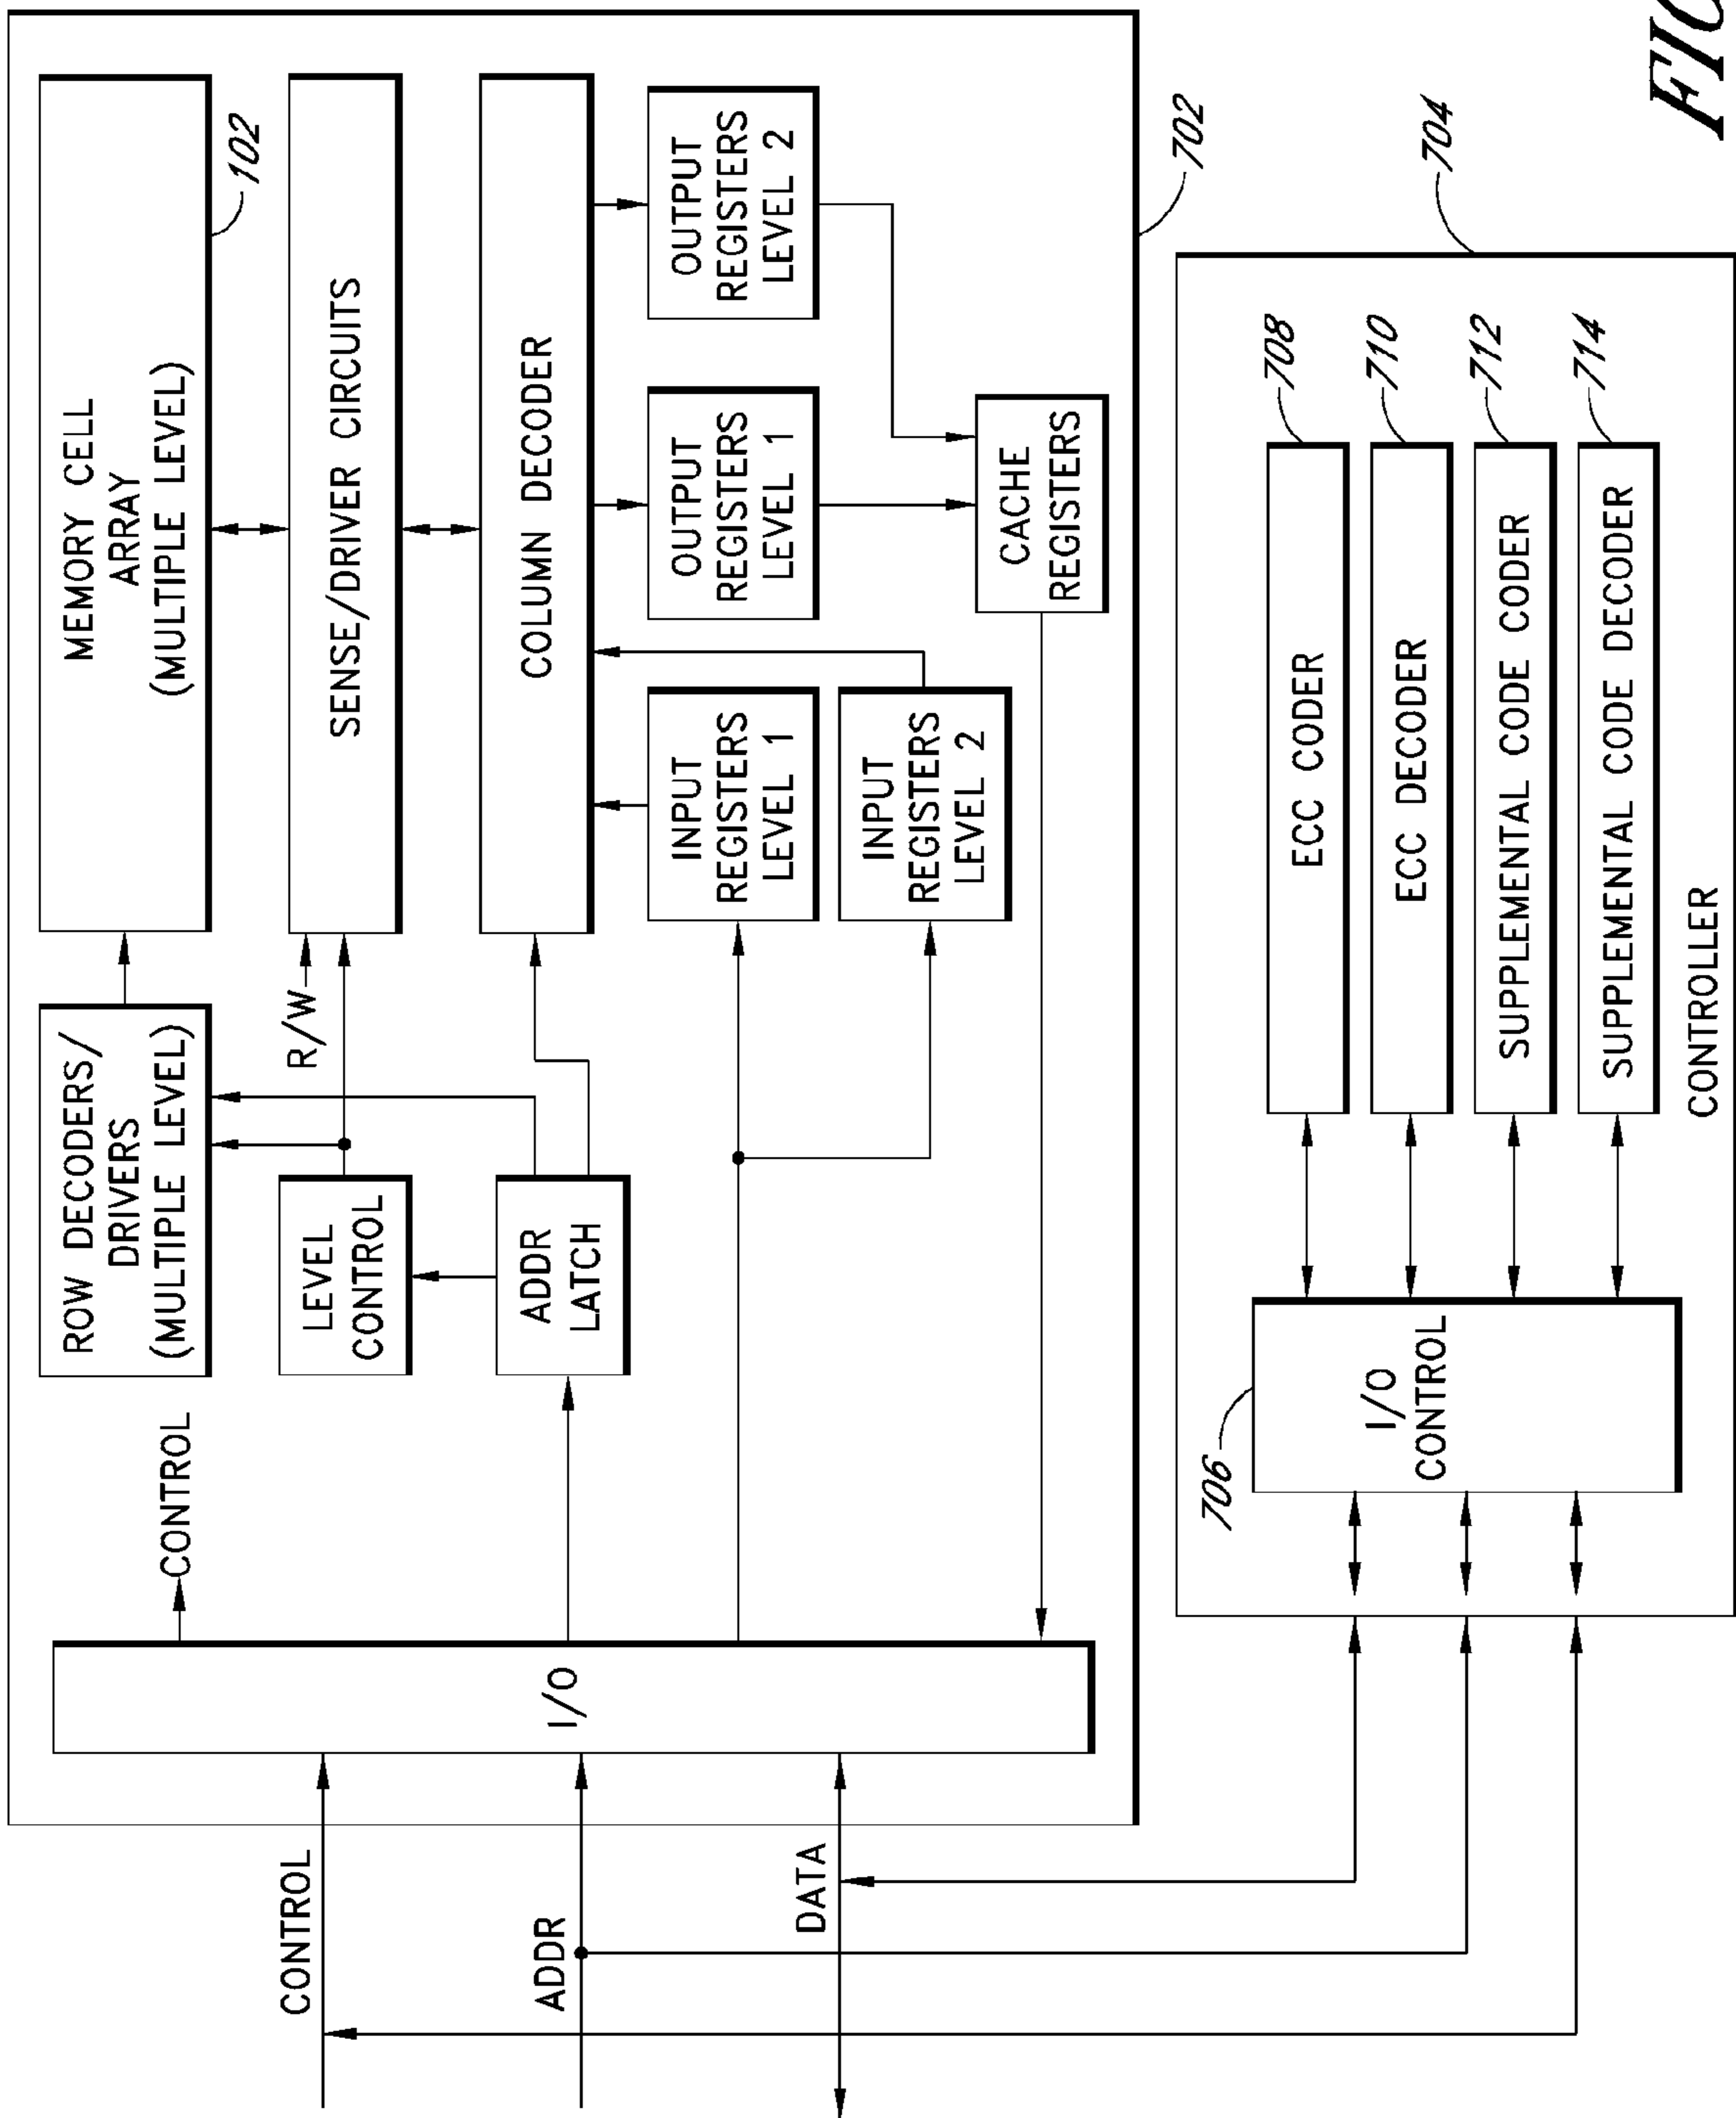 CONTROL
ADDR
DATA
I/O
CONTROL
ROW DECODERS/
DRIVERS
(MULTIPLE LEVEL)
LEVEL
CONTROL
ADDR
LATCH
R/W
MEMORY CELL
ARRAY
(MULTIPLE LEVEL)
102
SENSE/DRIVER CIRCUITS
COLUMN DECODER
INPUT
REGISTERS
LEVEL 1
INPUT
REGISTERS
LEVEL 2
OUTPUT
REGISTERS
LEVEL 1
OUTPUT
REGISTERS
LEVEL 2
CACHE
REGISTERS
702
704
706
I/O
CONTROL
ECC CODER
708
ECC DECODER
710
SUPPLEMENTAL CODE CODER
712
SUPPLEMENTAL CODE DECODER
714
CONTROLLER